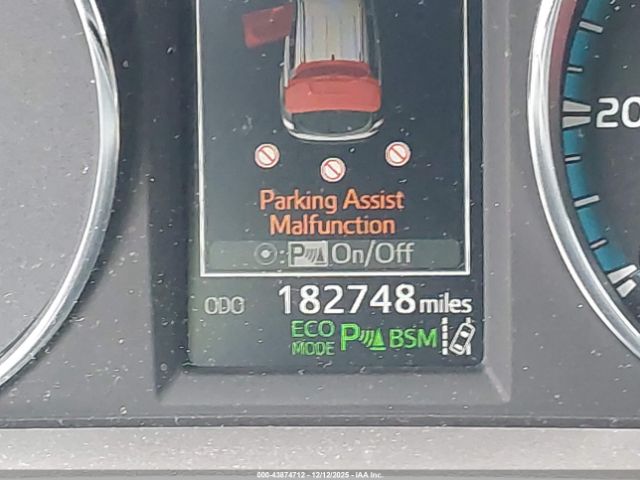 20
Parking Assist
Malfunction
: P On/Off
ODO 182748 miles
ECO MODE P BSM
000-43874712 - 12/12/2025 - IAA Inc.